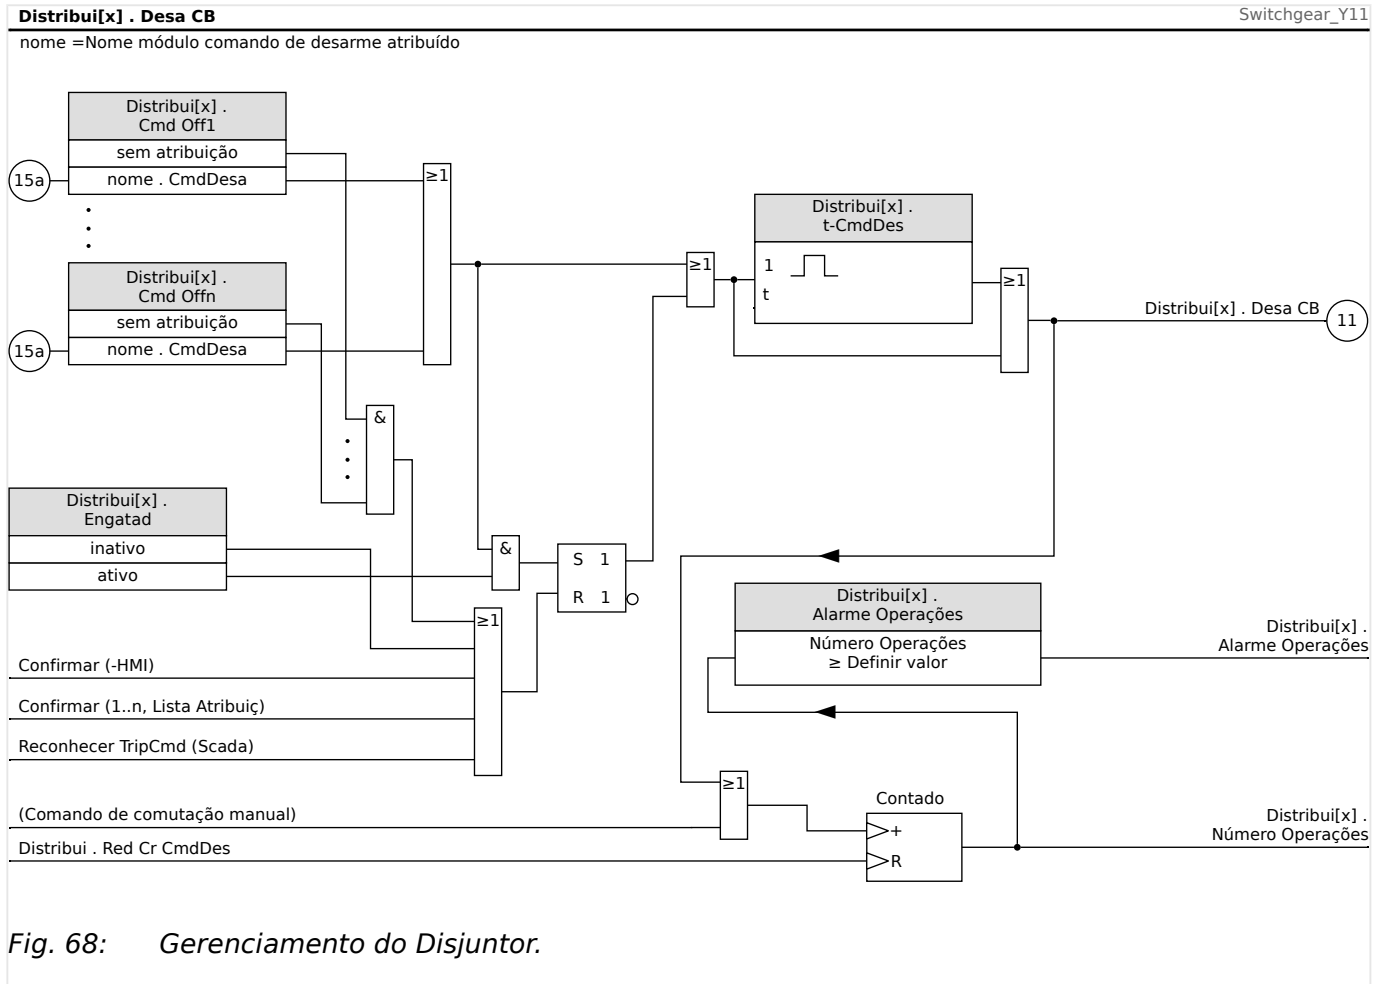 Distribui[x] . Desa CB
Switchgear_Y11
nome =Nome módulo comando de desarme atribuído
Distribui[x] .
Cmd Off1
sem atribuição
15a
nome . CmdDesa
≥1
Distribui[x] .
t-CmdDes
1
t
≥1
≥1
Distribui[x] . Desa CB
11
Distribui[x] .
Cmd Offn
sem atribuição
15a
nome . CmdDesa
&
Distribui[x] .
Engatad
inativo
ativo
&
S 1
R 1
≥1
Distribui[x] .
Alarme Operações
Número Operações
≥ Definir valor
Distribui[x] .
Alarme Operações
Confirmar (-HMI)
Confirmar (1..n, Lista Atribuiç)
Reconhecer TripCmd (Scada)
≥1
(Comando de comutação manual)
Distribui . Red Cr CmdDes
Contado
+
R
Distribui[x] .
Número Operações
Fig. 68: Gerenciamento do Disjuntor.